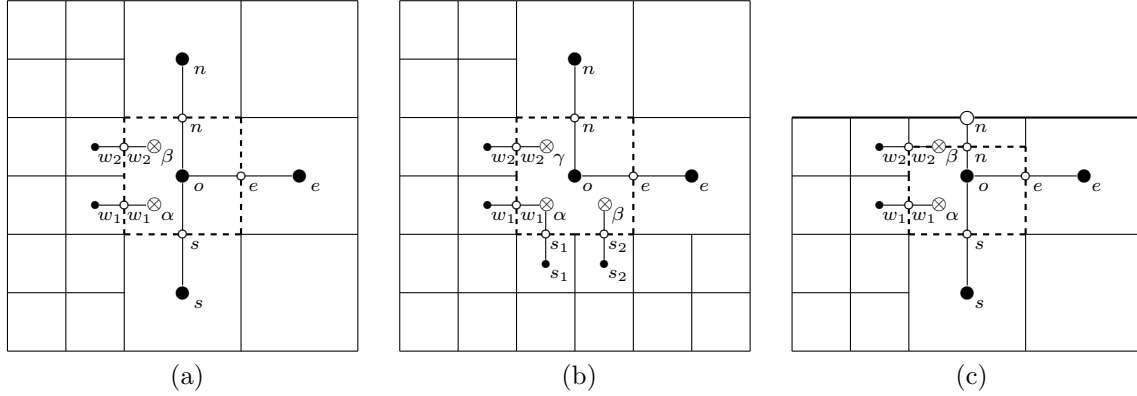 n n n
n n n
w₂ w₂ β w₂ w₂ γ w₂ w₂ β
o e e o e e o e e
w₁ w₁ α w₁ w₁ α β w₁ w₁ α
s s₁ s₂ s
s s₁ s₂ s
(a) (b) (c)